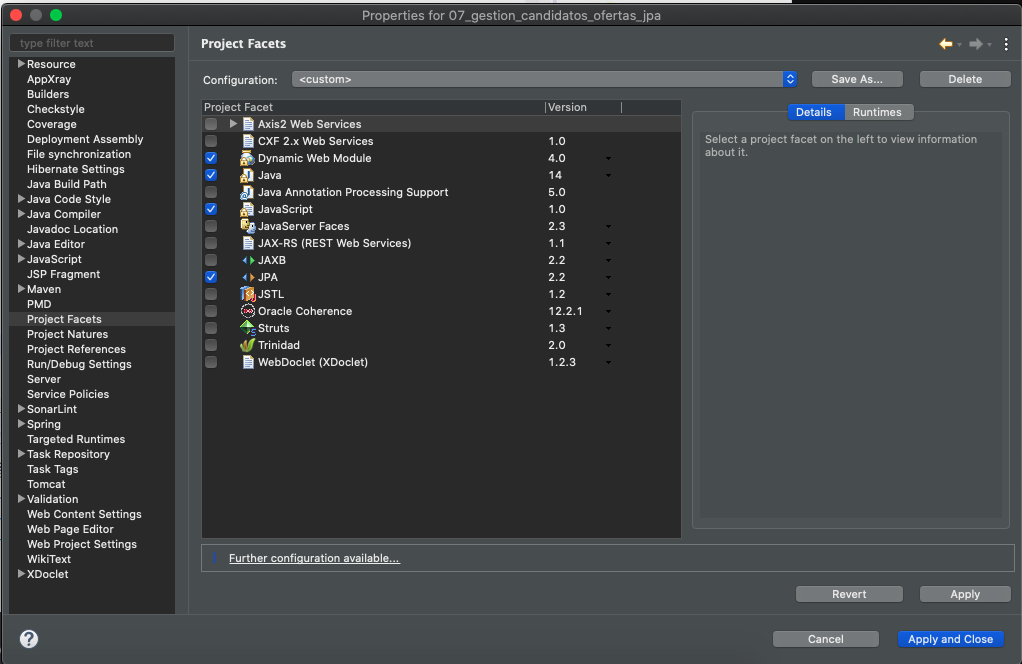 Properties for 07_gestion_candidatos_ofertas_jpa
type filter text
Resource
AppXray
Builders
Checkstyle
Coverage
Deployment Assembly
File synchronization
Hibernate Settings
Java Build Path
Java Code Style
Java Compiler
Javadoc Location
Java Editor
JavaScript
JSP Fragment
Maven
PMD
Project Facets
Project Natures
Project References
Run/Debug Settings
Server
Service Policies
SonarLint
Spring
Targeted Runtimes
Task Repository
Task Tags
Tomcat
Validation
Web Content Settings
Web Page Editor
Web Project Settings
WikiText
XDoclet
Project Facets
Configuration: <custom> Save As... Delete
Project Facet Version
Axis2 Web Services
CXF 2.x Web Services 1.0
Dynamic Web Module 4.0
Java 14
Java Annotation Processing Support 5.0
JavaScript 1.0
JavaServer Faces 2.3
JAX-RS (REST Web Services) 1.1
JAXB 2.2
JPA 2.2
JSTL 1.2
Oracle Coherence 12.2.1
Struts 1.3
Trinidad 2.0
WebDoclet (XDoclet) 1.2.3
Details Runtimes
Select a project facet on the left to view information
about it.
Further configuration available...
Revert Apply
Cancel Apply and Close